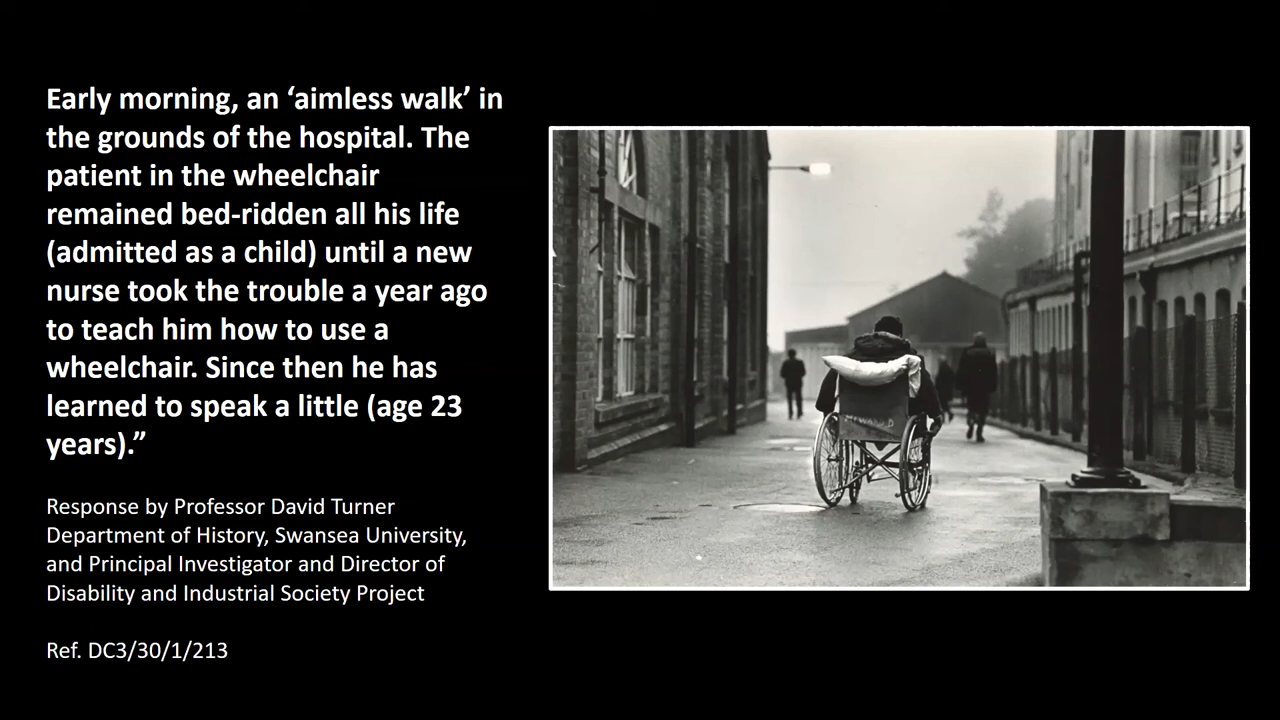 Early morning, an ‘aimless walk’ in
the grounds of the hospital. The
patient in the wheelchair
remained bed-ridden all his life
(admitted as a child) until a new
nurse took the trouble a year ago
to teach him how to use a
wheelchair. Since then he has
learned to speak a little (age 23
years).”
Response by Professor David Turner
Department of History, Swansea University,
and Principal Investigator and Director of
Disability and Industrial Society Project
Ref. DC3/30/1/213